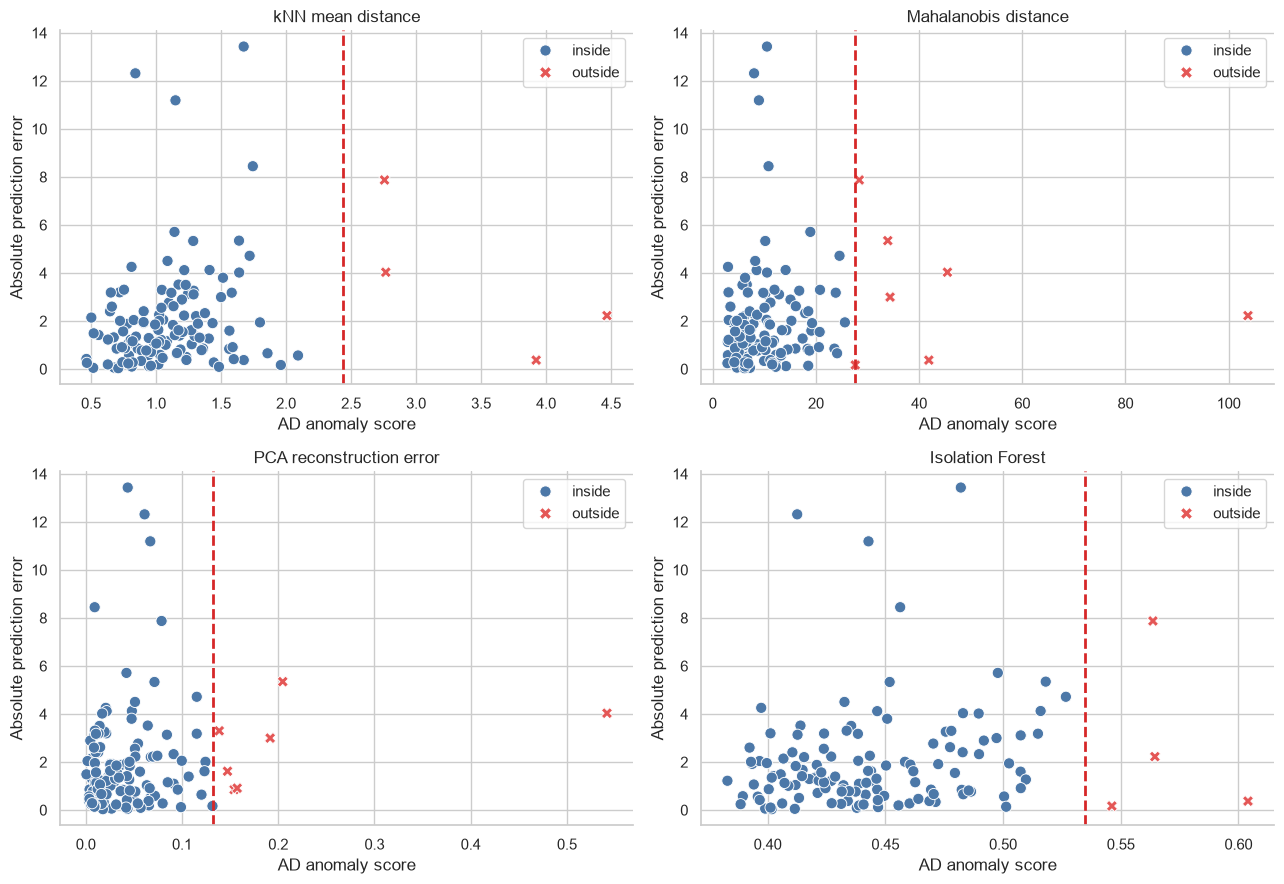 kNN mean distance
14
12
10
8
6
4
2
0
Absolute prediction error
inside
outside
0.5 1.0 1.5 2.0 2.5 3.0 3.5 4.0 4.5
AD anomaly score
Mahalanobis distance
14
12
10
8
6
4
2
0
Absolute prediction error
inside
outside
0 20 40 60 80 100
AD anomaly score
PCA reconstruction error
14
12
10
8
6
4
2
0
Absolute prediction error
inside
outside
0.0 0.1 0.2 0.3 0.4 0.5
AD anomaly score
Isolation Forest
14
12
10
8
6
4
2
0
Absolute prediction error
inside
outside
0.40 0.45 0.50 0.55 0.60
AD anomaly score